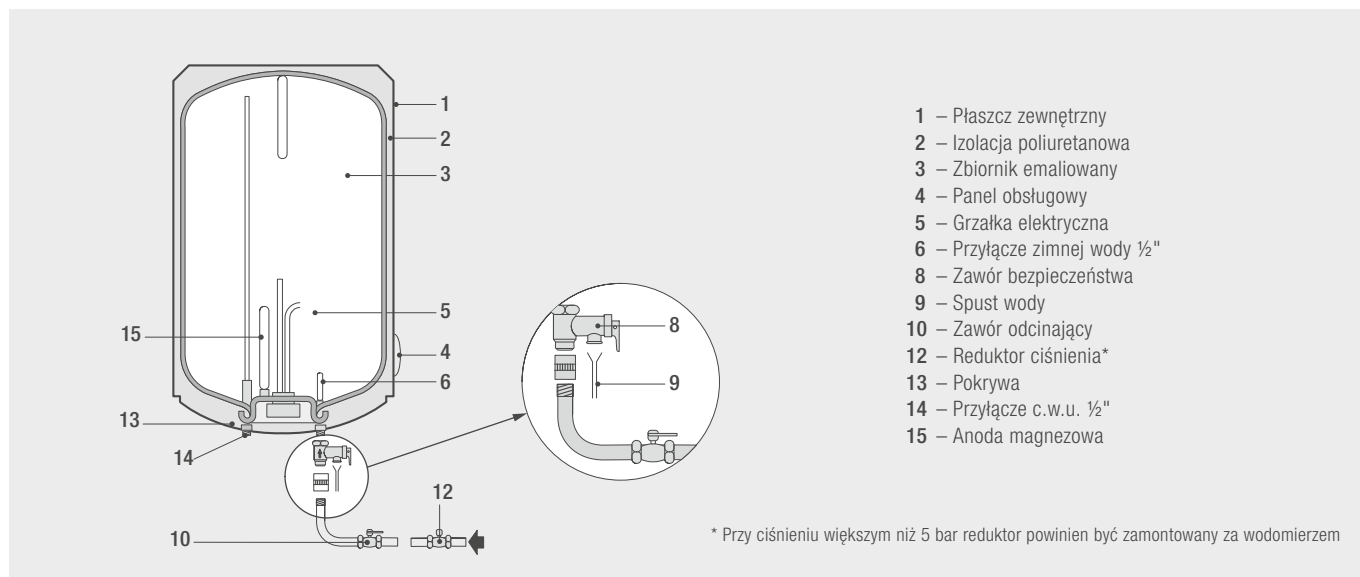 1
2
3
5
15
4
6
13
14
8
9
12
10
1 – Płaszcz zewnętrzny
2 – Izolacja poliuretanowa
3 – Zbiornik emaliowany
4 – Panel obsługowy
5 – Grzałka elektryczna
6 – Przyłącze zimnej wody ½"
8 – Zawór bezpieczeństwa
9 – Spust wody
10 – Zawór odcinający
12 – Reduktor ciśnienia*
13 – Pokrywa
14 – Przyłącze c.w.u. ½"
15 – Anoda magnezowa
* Przy ciśnieniu większym niż 5 bar reduktor powinien być zamontowany za wodomierzem